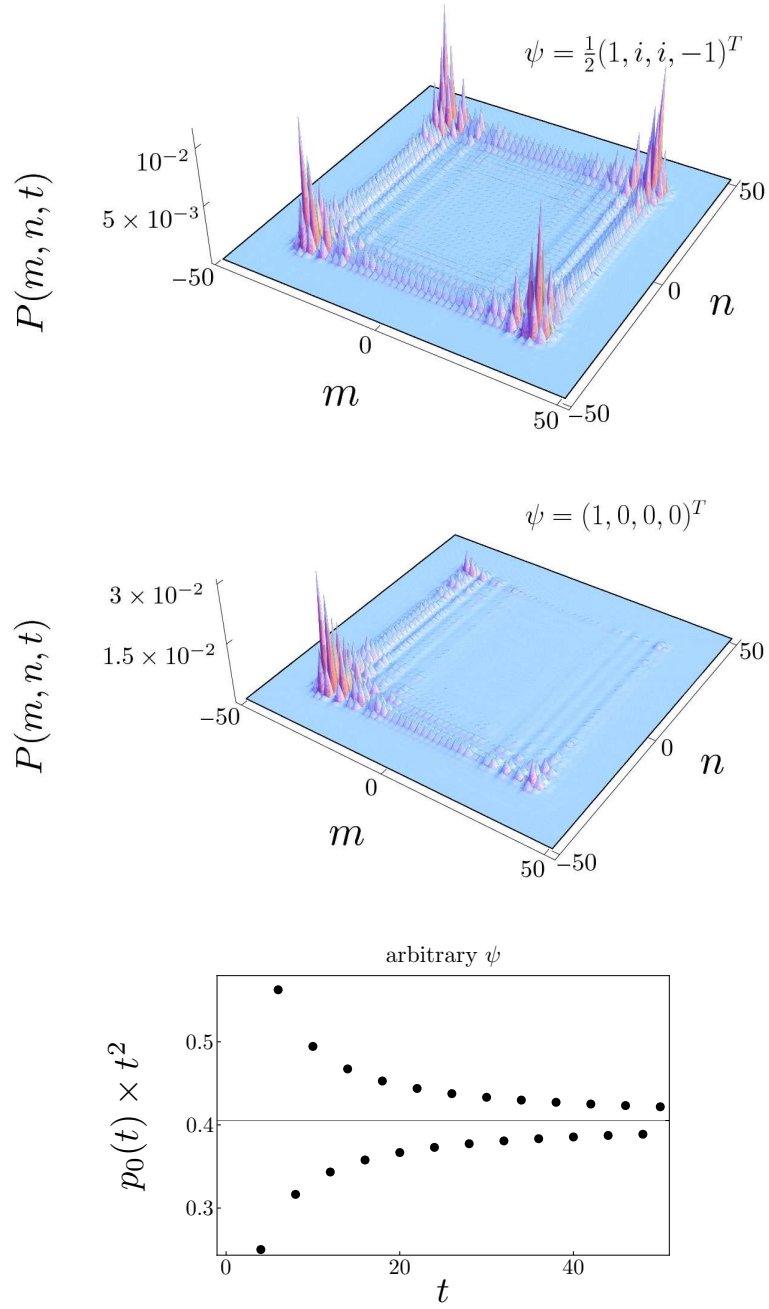 ψ = ½(1, i, i, −1)ᵀ
10⁻²
5 × 10⁻³
P(m, n, t)
−50
0
50
m
−50
0
50
n
ψ = (1, 0, 0, 0)ᵀ
3 × 10⁻²
1.5 × 10⁻²
P(m, n, t)
−50
0
50
m
−50
0
50
n
arbitrary ψ
0.5
0.4
0.3
p₀(t) × t²
0 20 40
t